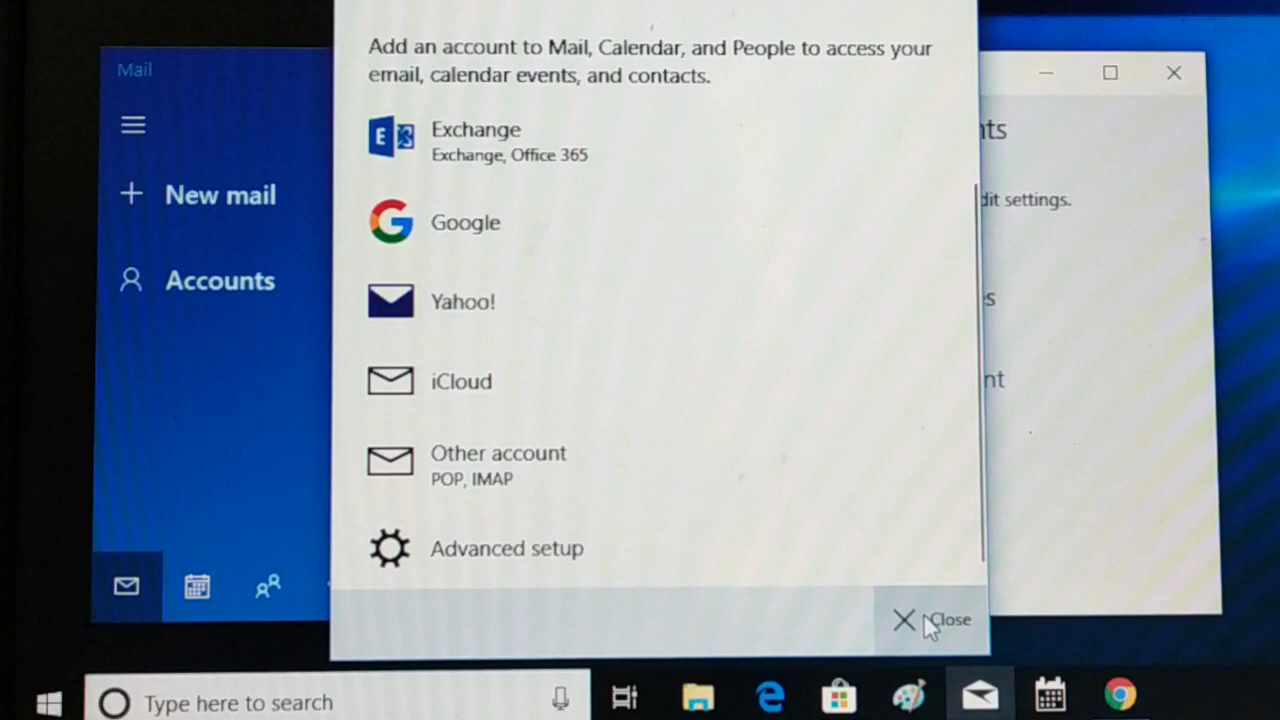 Add an account to Mail, Calendar, and People to access your
email, calendar events, and contacts.
Mail
New mail
Accounts
Exchange
Exchange, Office 365
Google
Yahoo!
iCloud
Other account
POP, IMAP
Advanced setup
Close
dit settings.
Type here to search